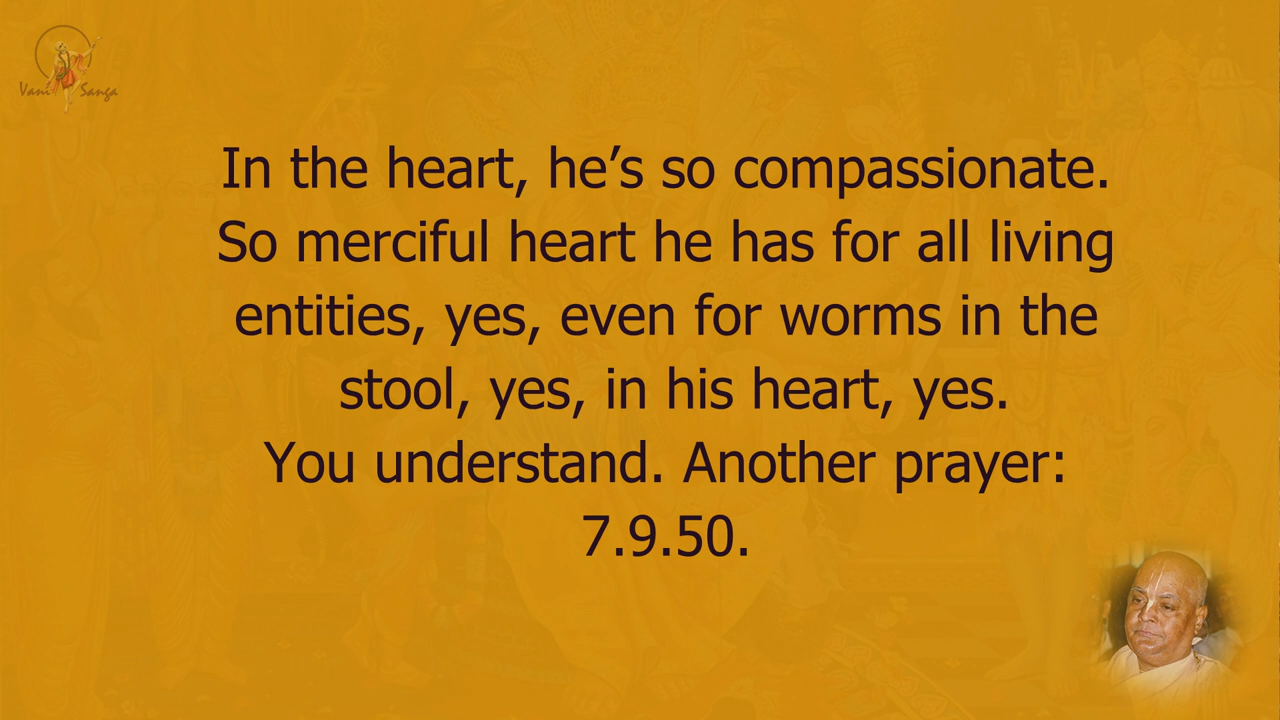 Vani Sanga
In the heart, he’s so compassionate.
So merciful heart he has for all living
entities, yes, even for worms in the
stool, yes, in his heart, yes.
You understand. Another prayer:
7.9.50.